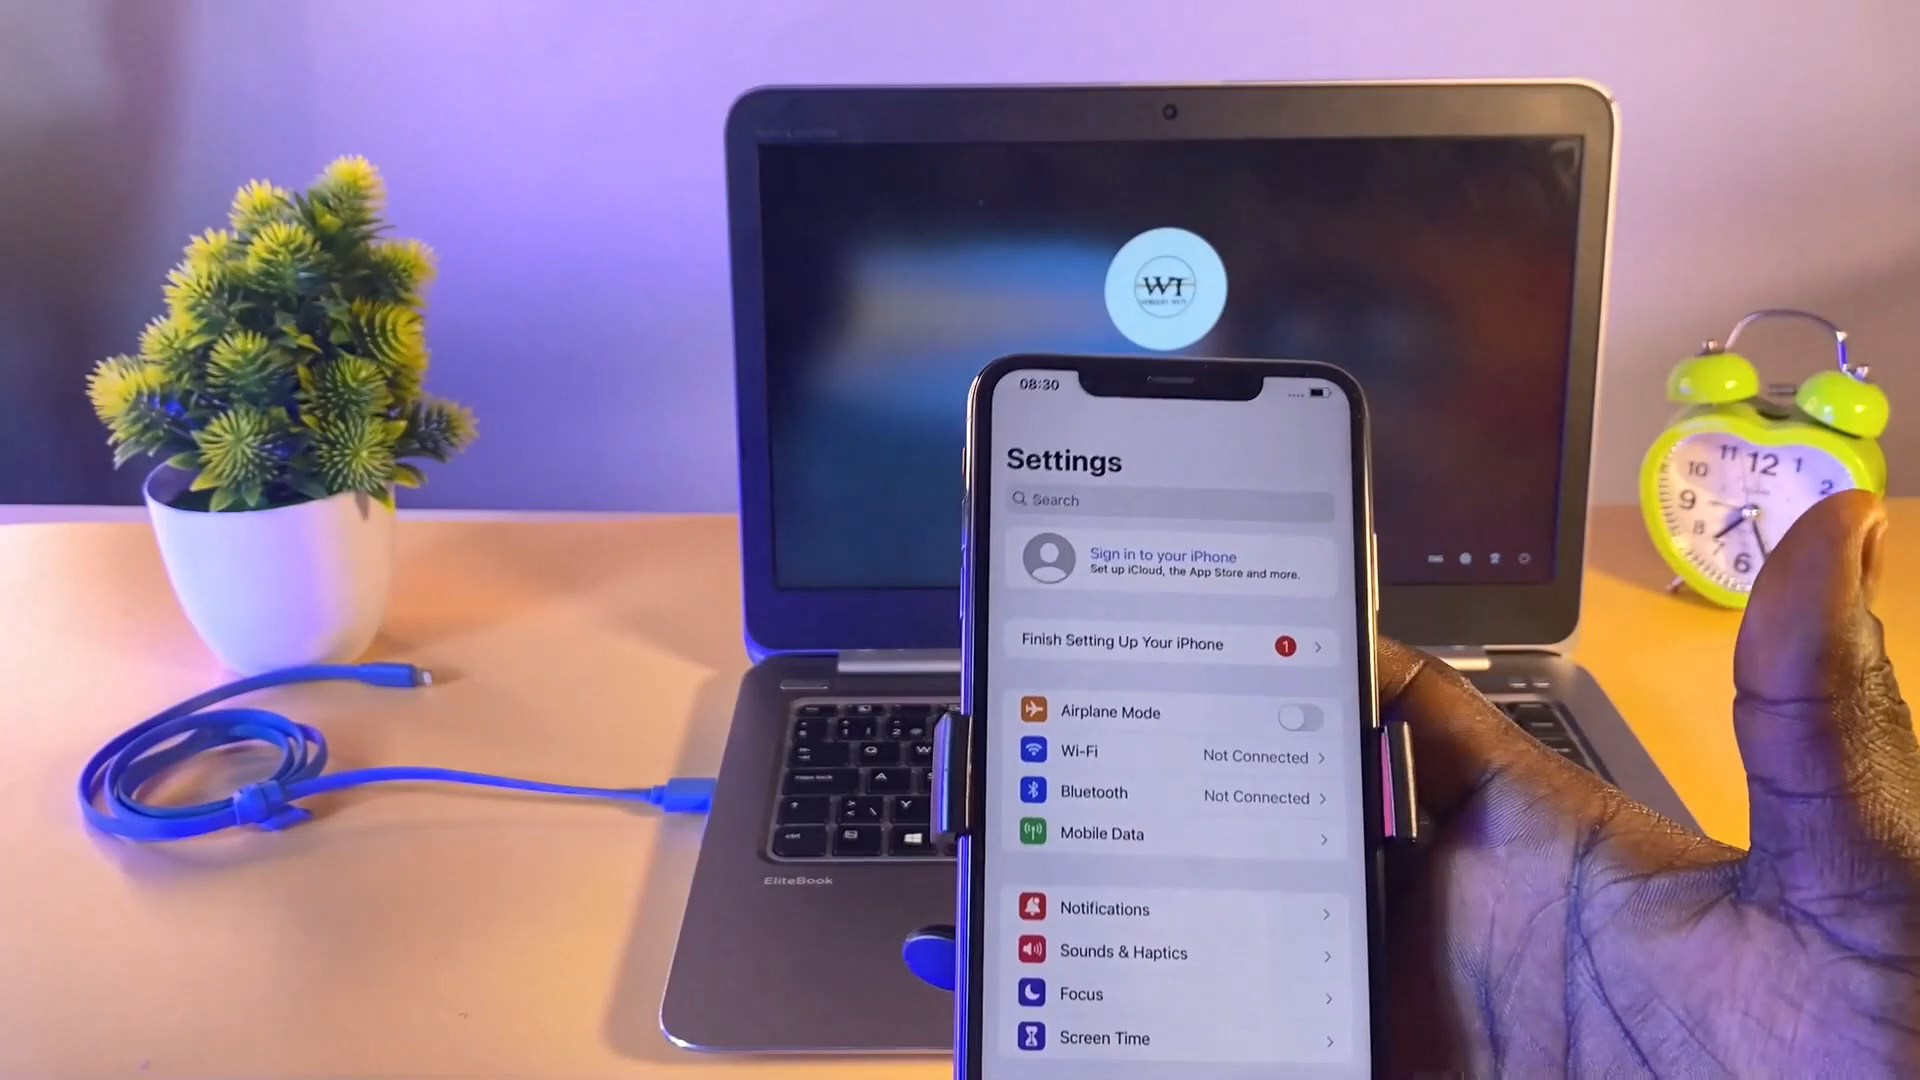 WT
08:30
Settings
Search
Sign in to your iPhone
Set up iCloud, the App Store and more.
Finish Setting Up Your iPhone 1
Airplane Mode
Wi-Fi Not Connected
Bluetooth Not Connected
Mobile Data
Notifications
Sounds & Haptics
Focus
Screen Time
11 12 1
10 2
9
8
6
Q W
A
Y
ctrl
EliteBook